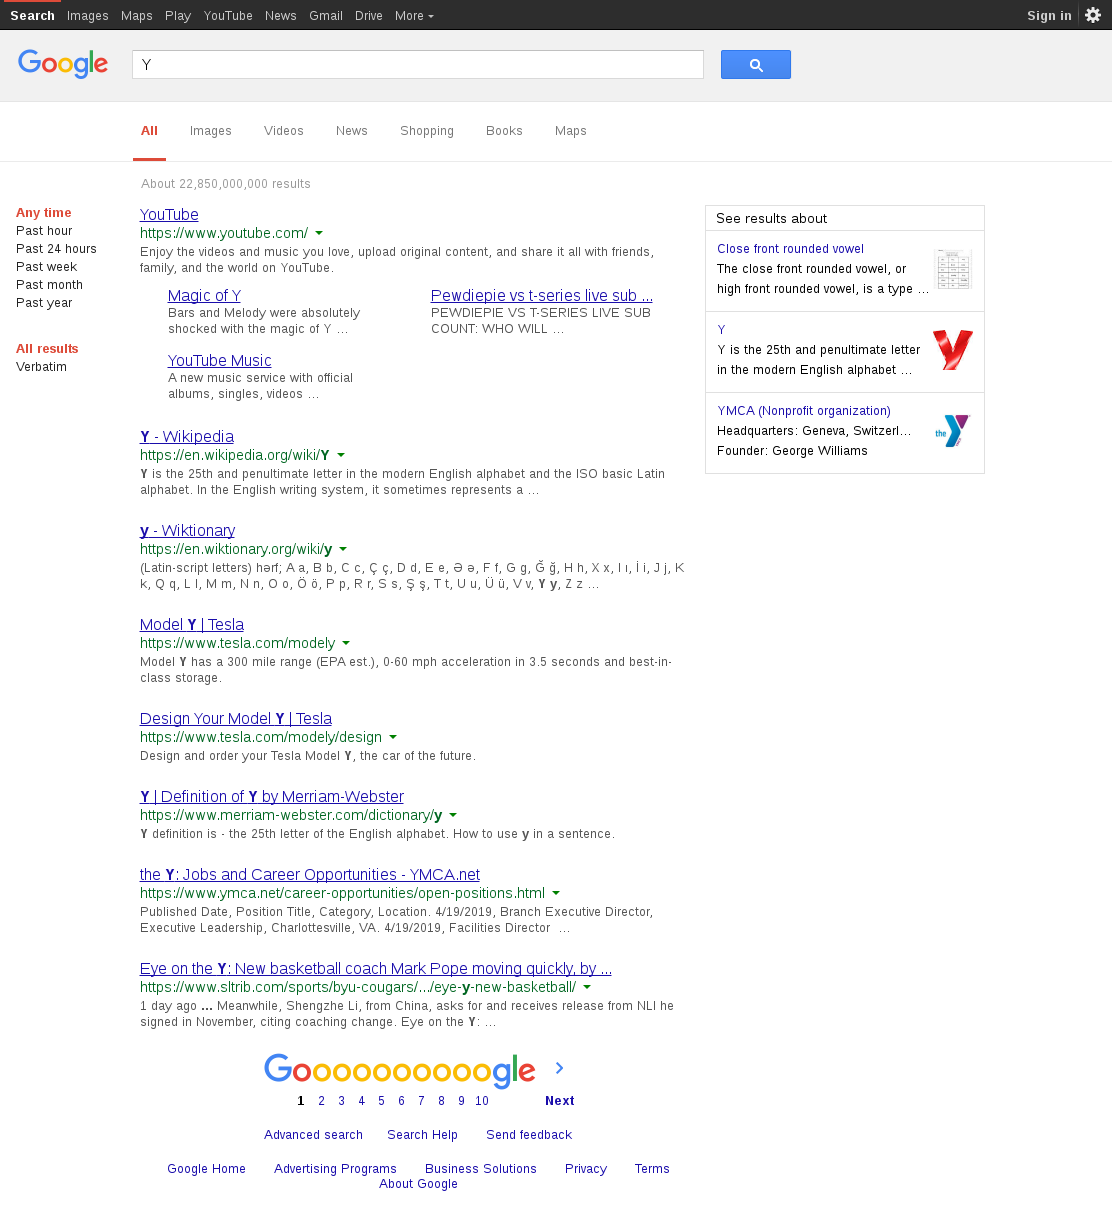 Search Images Maps Play YouTube News Gmail Drive More Sign in
Google Y
All Images Videos News Shopping Books Maps
About 22,850,000,000 results
Any time
Past hour
Past 24 hours
Past week
Past month
Past year
All results
Verbatim
YouTube
https://www.youtube.com/
Enjoy the videos and music you love, upload original content, and share it all with friends,
family, and the world on YouTube.
Magic of Y
Bars and Melody were absolutely
shocked with the magic of Y ...
Pewdiepie vs t-series live sub ...
PEWDIEPIE VS T-SERIES LIVE SUB
COUNT: WHO WILL ...
YouTube Music
A new music service with official
albums, singles, videos ...
Y - Wikipedia
https://en.wikipedia.org/wiki/Y
Y is the 25th and penultimate letter in the modern English alphabet and the ISO basic Latin
alphabet. In the English writing system, it sometimes represents a ...
y - Wiktionary
https://en.wiktionary.org/wiki/y
(Latin-script letters) hərf; A a, B b, C c, Ç ç, D d, E e, Ə ə, F f, G g, Ğ ğ, H h, X x, I ı, İ i, J j, K
k, Q q, L l, M m, N n, O o, Ö ö, P p, R r, S s, Ş ş, T t, U u, Ü ü, V v, Y y, Z z ...
Model Y | Tesla
https://www.tesla.com/modely
Model Y has a 300 mile range (EPA est.), 0-60 mph acceleration in 3.5 seconds and best-in-
class storage.
Design Your Model Y | Tesla
https://www.tesla.com/modely/design
Design and order your Tesla Model Y, the car of the future.
Y | Definition of Y by Merriam-Webster
https://www.merriam-webster.com/dictionary/y
Y definition is - the 25th letter of the English alphabet. How to use y in a sentence.
the Y: Jobs and Career Opportunities - YMCA.net
https://www.ymca.net/career-opportunities/open-positions.html
Published Date, Position Title, Category, Location. 4/19/2019, Branch Executive Director,
Executive Leadership, Charlottesville, VA. 4/19/2019, Facilities Director ...
Eye on the Y: New basketball coach Mark Pope moving quickly, by ...
https://www.sltrib.com/sports/byu-cougars/.../eye-y-new-basketball/
1 day ago ... Meanwhile, Shengzhe Li, from China, asks for and receives release from NLI he
signed in November, citing coaching change. Eye on the Y: ...
See results about
Close front rounded vowel
The close front rounded vowel, or
high front rounded vowel, is a type ...
Y
Y is the 25th and penultimate letter
in the modern English alphabet ...
Y
YMCA (Nonprofit organization)
Headquarters: Geneva, Switzerl...
Founder: George Williams
the Y
Goooooooooogle
1 2 3 4 5 6 7 8 9 10 Next
Advanced search Search Help Send feedback
Google Home Advertising Programs Business Solutions Privacy Terms
About Google